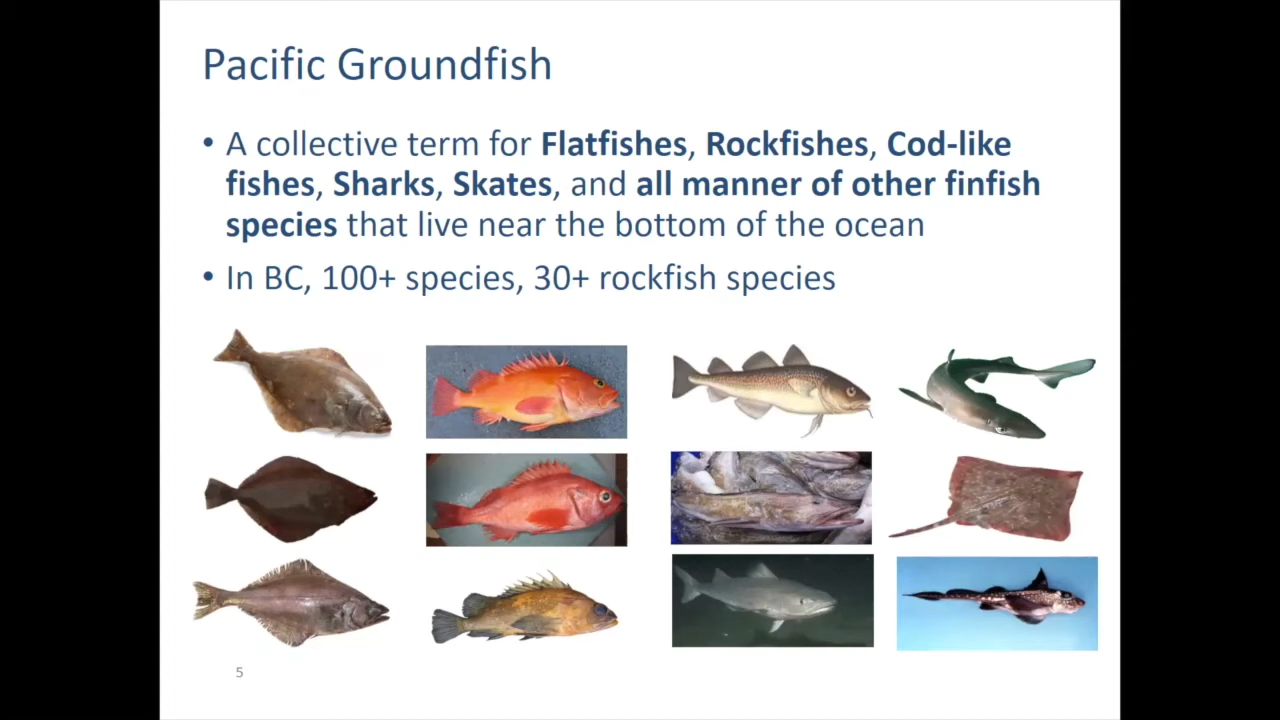 Pacific Groundfish
• A collective term for Flatfishes, Rockfishes, Cod-like
fishes, Sharks, Skates, and all manner of other finfish
species that live near the bottom of the ocean
• In BC, 100+ species, 30+ rockfish species
5